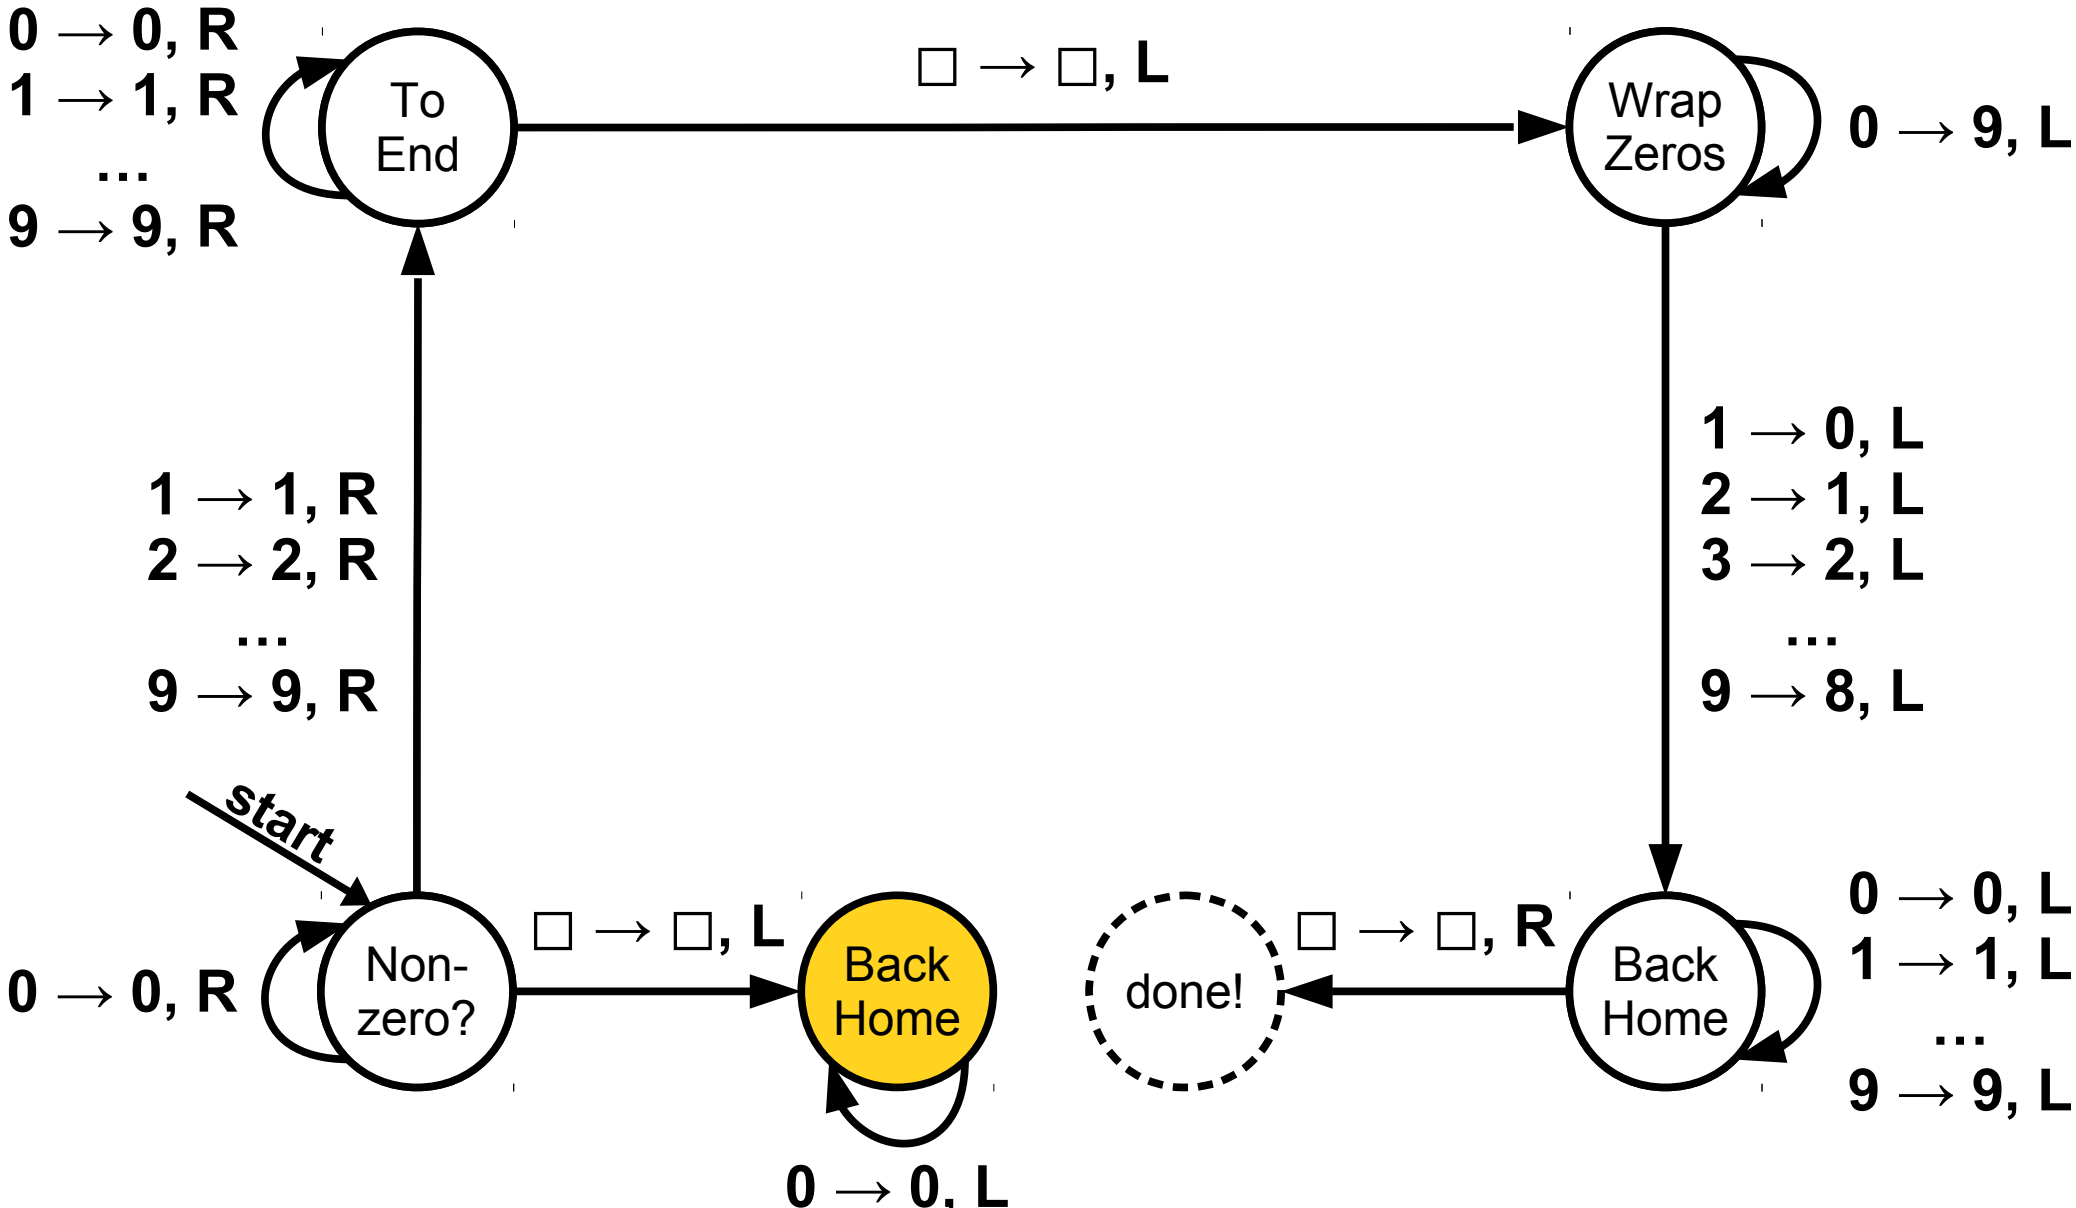 0 → 0, R
1 → 1, R
…
9 → 9, R
To
End
□ → □, L
Wrap
Zeros
0 → 9, L
1 → 1, R
2 → 2, R
…
9 → 9, R
1 → 0, L
2 → 1, L
3 → 2, L
…
9 → 8, L
start
0 → 0, R
Non-
zero?
□ → □, L
Back
Home
0 → 0, L
done!
□ → □, R
Back
Home
0 → 0, L
1 → 1, L
…
9 → 9, L